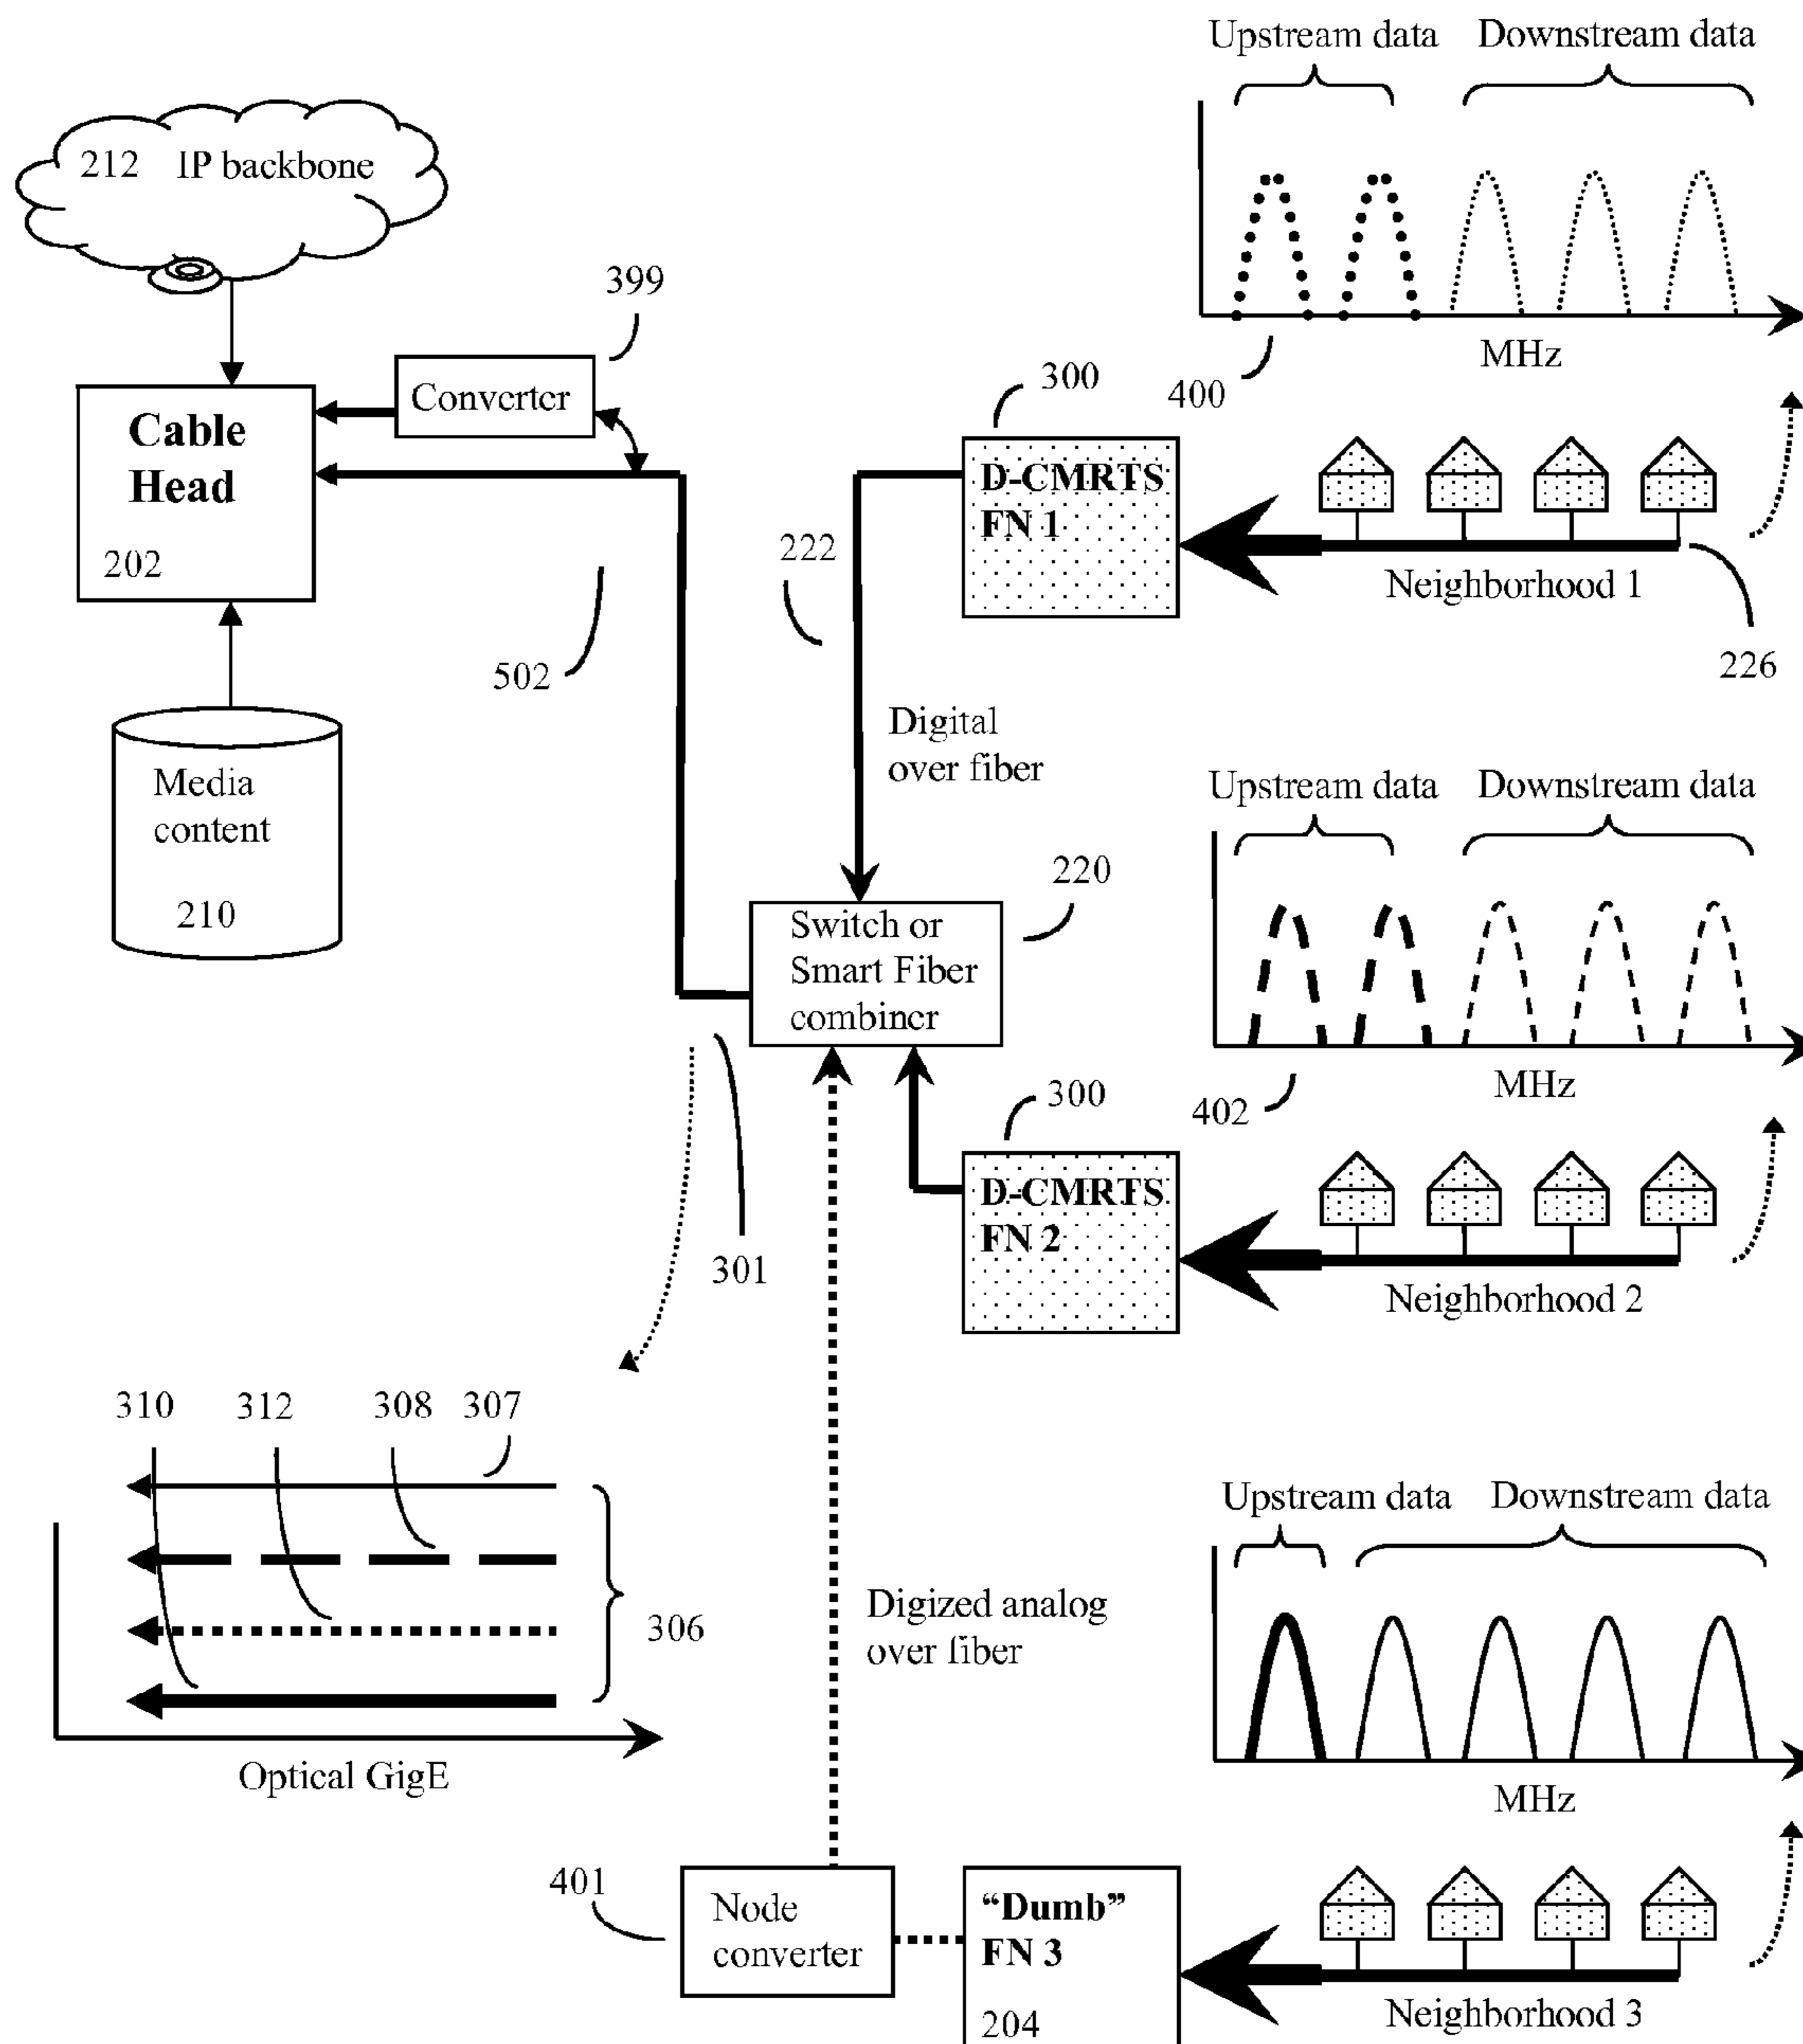 Upstream data Downstream data
212 IP backbone
399
Converter
MHz
300
400
Cable
Head
202
D-CMRTS
FN 1
222
Neighborhood 1
226
502
Digital
over fiber
Media
content
210
Upstream data Downstream data
220
Switch or
Smart Fiber
combiner
MHz
402
300
D-CMRTS
FN 2
301
Neighborhood 2
310 312 308 307
306
Optical GigE
Digized analog
over fiber
Upstream data Downstream data
MHz
401
Node
converter
“Dumb”
FN 3
204
Neighborhood 3